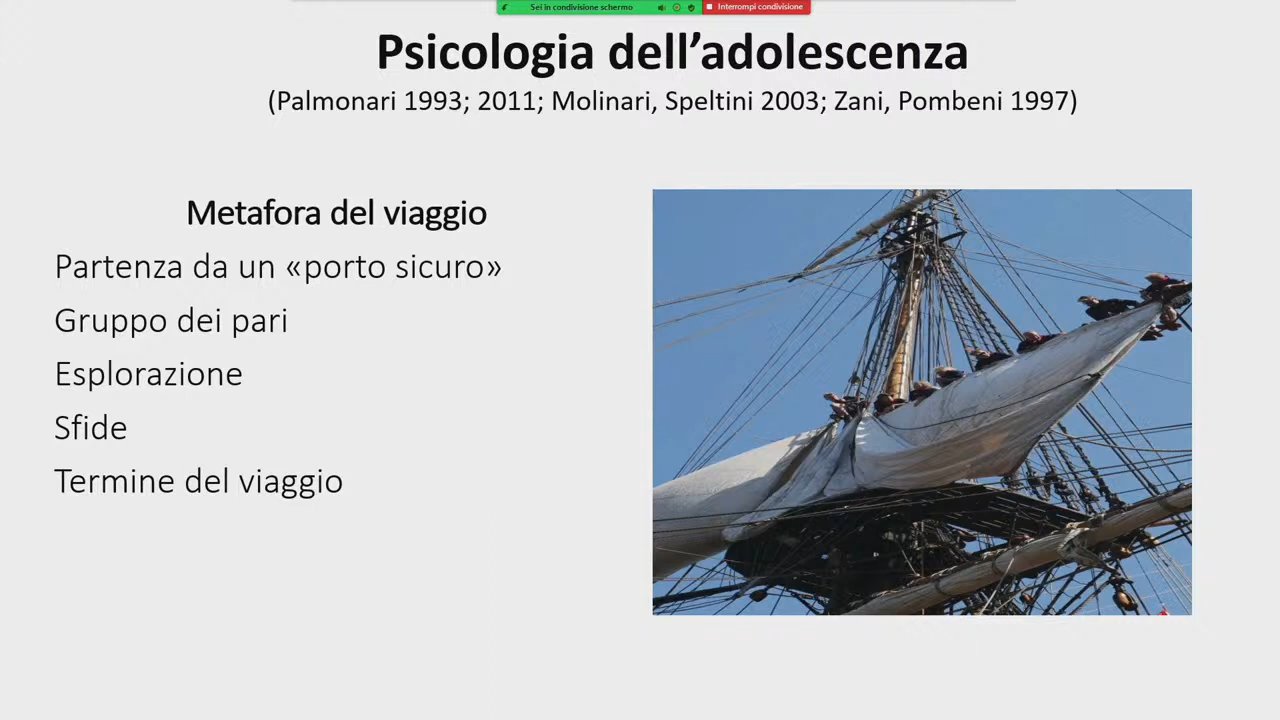 Sei in condivisione schermo
Interrompi condivisione
Psicologia dell’adolescenza
(Palmonari 1993; 2011; Molinari, Speltini 2003; Zani, Pombeni 1997)
Metafora del viaggio
Partenza da un «porto sicuro»
Gruppo dei pari
Esplorazione
Sfide
Termine del viaggio